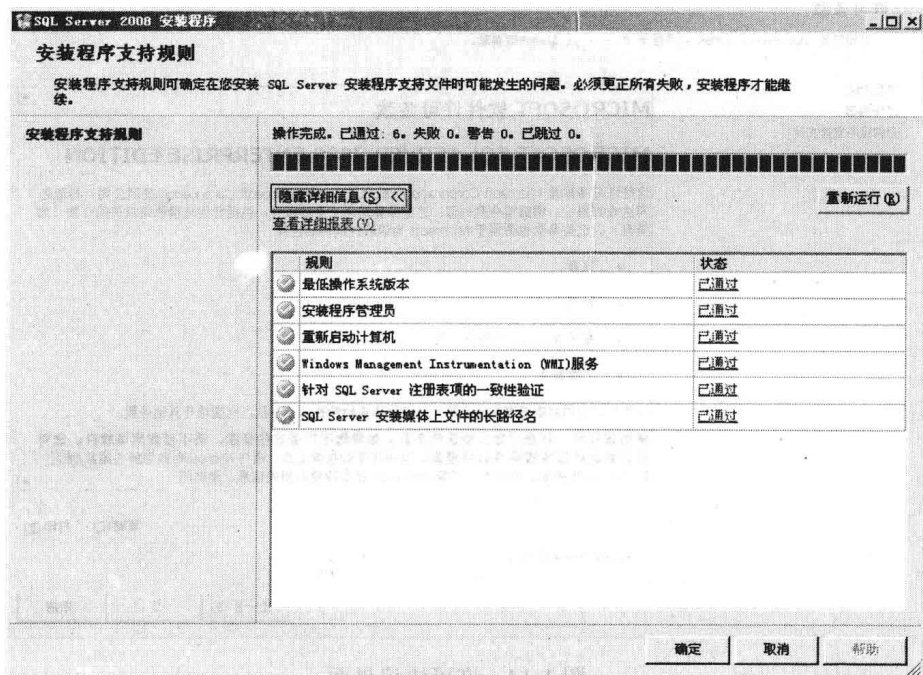 SQL Server 2008 安装程序
安装程序支持规则
安装程序支持规则可确定在您安装 SQL Server 安装程序支持文件时可能发生的问题。必须更正所有失败，安装程序才能继
续。
安装程序支持规则
操作完成。已通过: 6。失败 0。警告 0。已跳过 0。
隐藏详细信息(S) <<
重新运行(R)
查看详细报表(V)
规则 状态
最低操作系统版本 已通过
安装程序管理员 已通过
重新启动计算机 已通过
Windows Management Instrumentation (WMI)服务 已通过
针对 SQL Server 注册表项的一致性验证 已通过
SQL Server 安装媒体上文件的长路径名 已通过
确定 取消 帮助